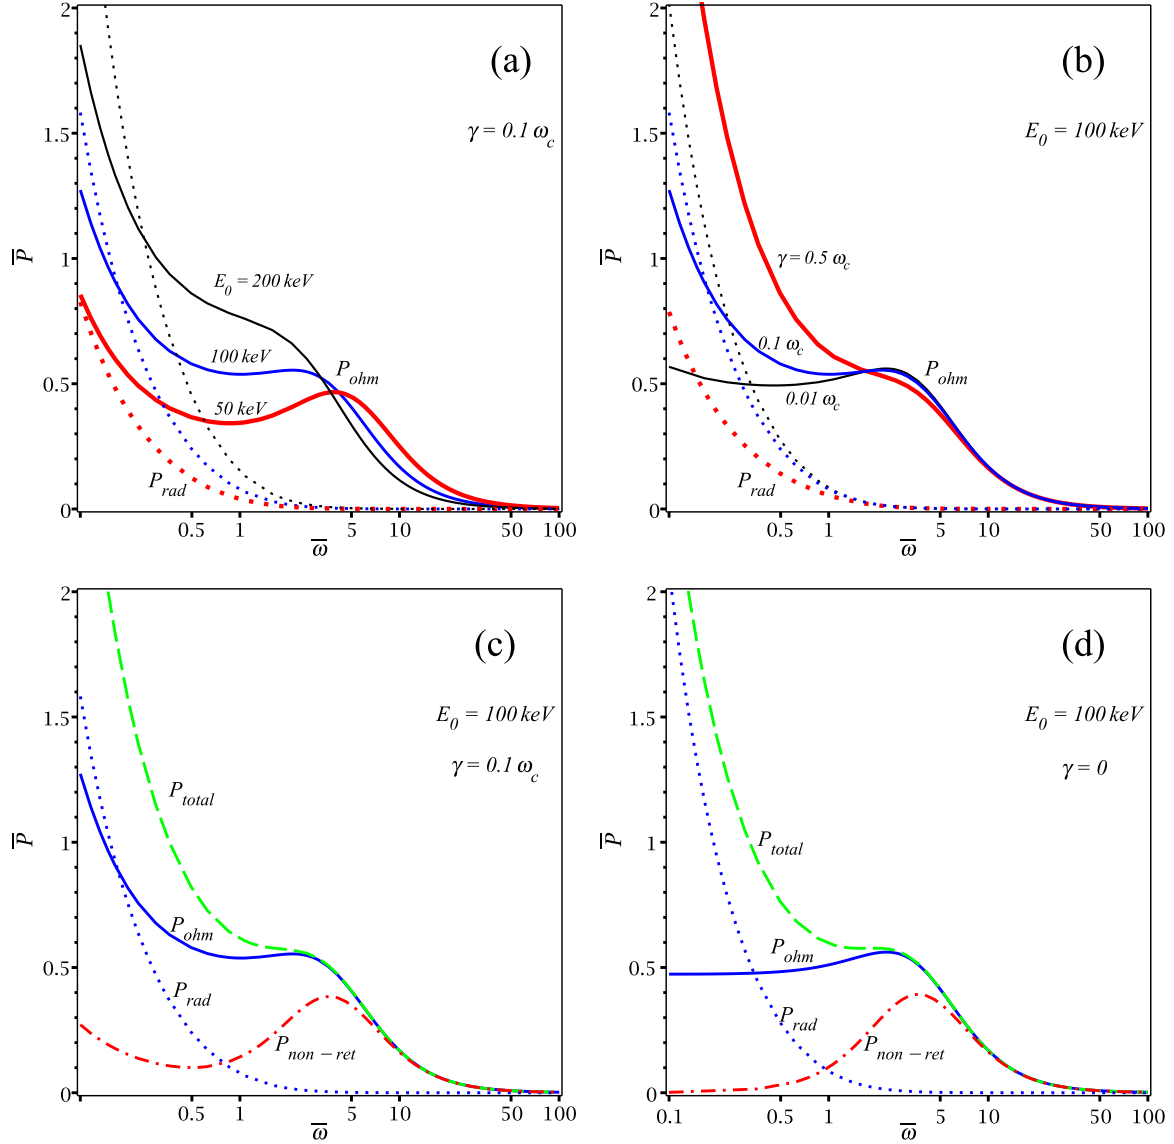 2
(a)
γ = 0.1 ω_c
1.5
P̄
1
E_0 = 200 keV
100 keV
P_ohm
0.5
50 keV
P_rad
0
0.5 1 5 10 50 100
ω̄
2
(b)
E_0 = 100 keV
1.5
P̄
1
γ = 0.5 ω_c
0.1 ω_c
P_ohm
0.5
0.01 ω_c
P_rad
0
0.5 1 5 10 50 100
ω̄
2
(c)
E_0 = 100 keV
1.5
γ = 0.1 ω_c
P_total
P̄
1
P_ohm
0.5
P_rad
P_non – ret
0
0.5 1 5 10 50 100
ω̄
2
(d)
E_0 = 100 keV
1.5
γ = 0
P̄
1
P_total
P_ohm
0.5
P_rad
P_non – ret
0
0.1 0.5 1 5 10 50 100
ω̄